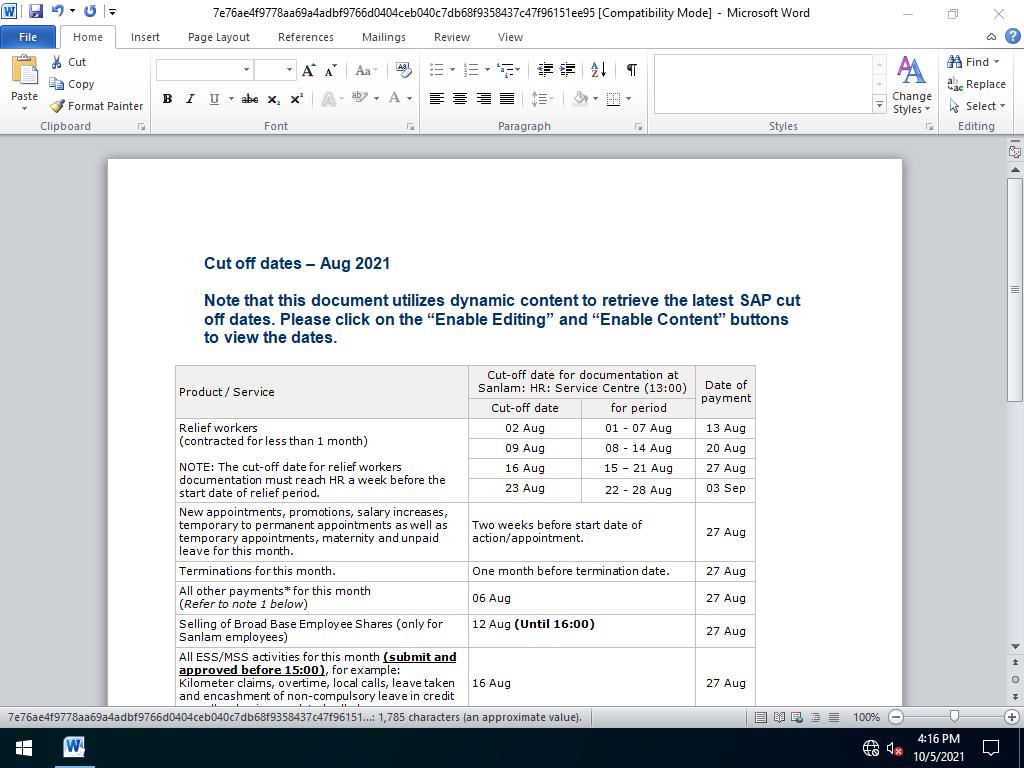 7e76ae4f9778aa69a4adbf9766d0404ceb040c7db68f9358437c47f96151ee95 [Compatibility Mode] - Microsoft Word
File Home Insert Page Layout References Mailings Review View
Paste
Cut
Copy
Format Painter
Clipboard
Font
Paragraph
Styles
Change Styles
Find
Replace
Select
Editing
Cut off dates – Aug 2021
Note that this document utilizes dynamic content to retrieve the latest SAP cut
off dates. Please click on the “Enable Editing” and “Enable Content” buttons
to view the dates.
Product / Service
Cut-off date for documentation at
Sanlam: HR: Service Centre (13:00)
Date of
payment
Cut-off date
for period
Relief workers
(contracted for less than 1 month)
NOTE: The cut-off date for relief workers
documentation must reach HR a week before the
start date of relief period.
02 Aug 01 - 07 Aug 13 Aug
09 Aug 08 - 14 Aug 20 Aug
16 Aug 15 – 21 Aug 27 Aug
23 Aug 22 - 28 Aug 03 Sep
New appointments, promotions, salary increases,
temporary to permanent appointments as well as
temporary appointments, maternity and unpaid
leave for this month.
Two weeks before start date of
action/appointment.
27 Aug
Terminations for this month. One month before termination date. 27 Aug
All other payments* for this month
(Refer to note 1 below)
06 Aug
27 Aug
Selling of Broad Base Employee Shares (only for
Sanlam employees)
12 Aug (Until 16:00)
27 Aug
All ESS/MSS activities for this month (submit and
approved before 15:00), for example:
Kilometer claims, overtime, local calls, leave taken
and encashment of non-compulsory leave in credit
16 Aug
27 Aug
7e76ae4f9778aa69a4adbf9766d0404ceb040c7db68f9358437c47f96151...: 1,785 characters (an approximate value).
100%
4:16 PM
10/5/2021